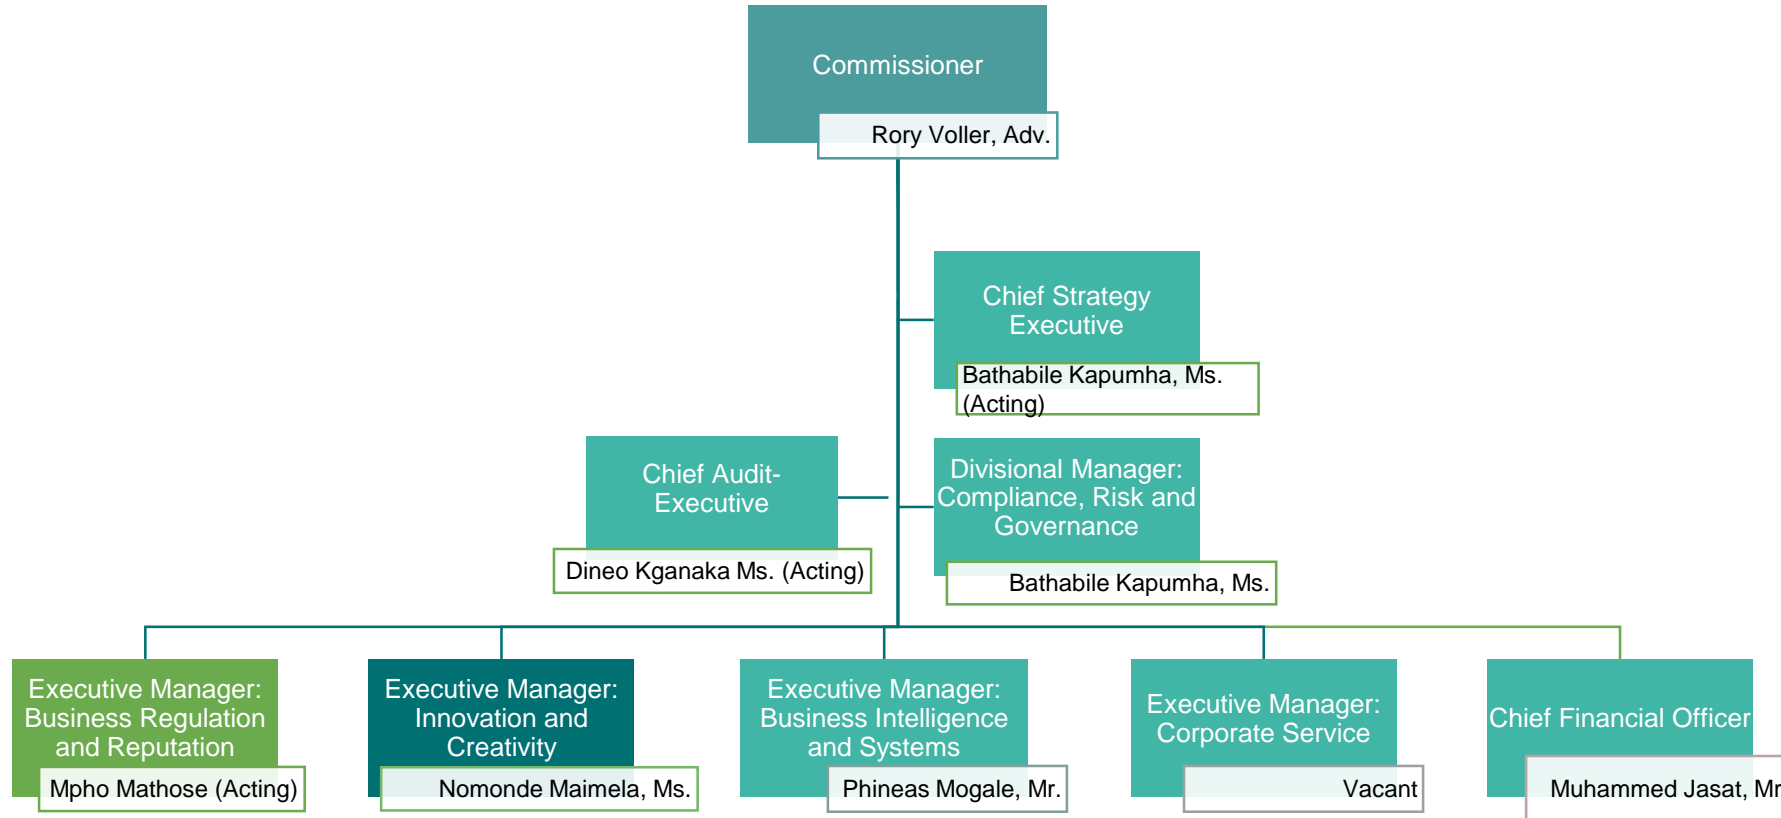 Commissioner
Rory Voller, Adv.
Chief Strategy
Executive
Bathabile Kapumha, Ms.
(Acting)
Chief Audit-
Executive
Dineo Kganaka Ms. (Acting)
Divisional Manager:
Compliance, Risk and
Governance
Bathabile Kapumha, Ms.
Executive Manager:
Business Regulation
and Reputation
Mpho Mathose (Acting)
Executive Manager:
Innovation and
Creativity
Nomonde Maimela, Ms.
Executive Manager:
Business Intelligence
and Systems
Phineas Mogale, Mr.
Executive Manager:
Corporate Service
Vacant
Chief Financial Officer
Muhammed Jasat, Mr